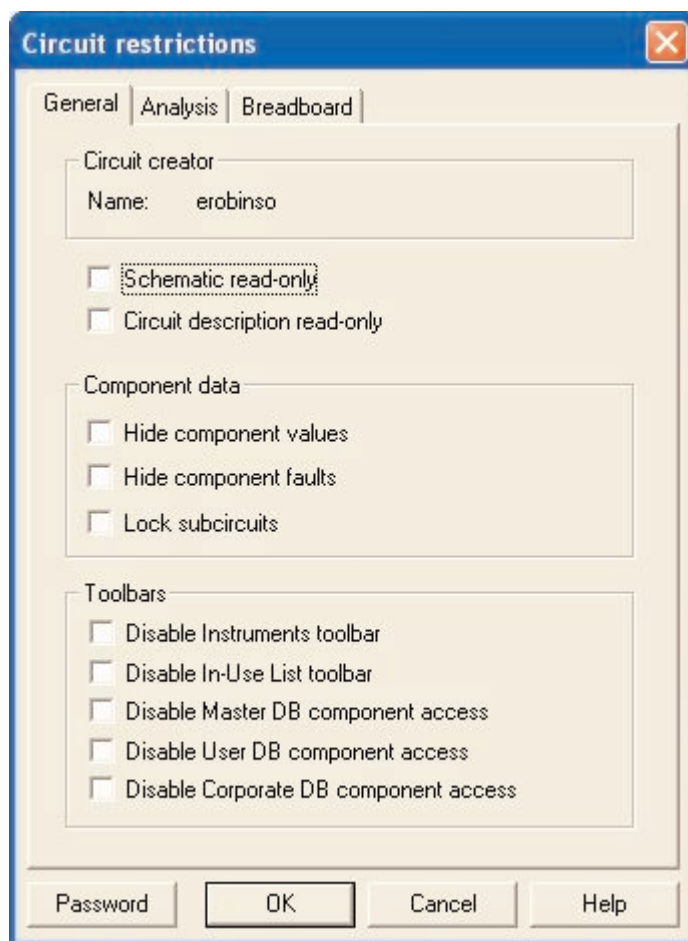 Circuit restrictions
General Analysis Breadboard
Circuit creator
Name: erobinso
Schematic read-only
Circuit description read-only
Component data
Hide component values
Hide component faults
Lock subcircuits
Toolbars
Disable Instruments toolbar
Disable In-Use List toolbar
Disable Master DB component access
Disable User DB component access
Disable Corporate DB component access
Password OK Cancel Help